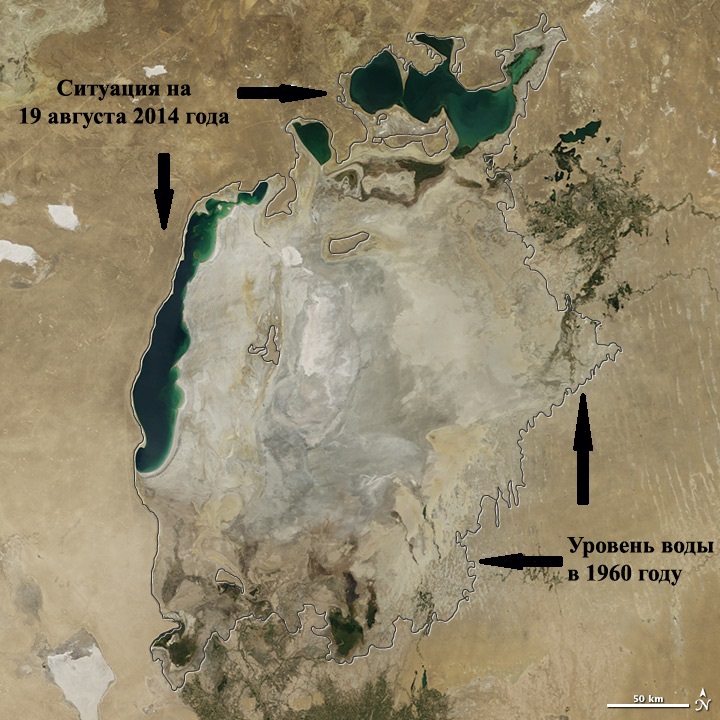 Ситуация на
19 августа 2014 года
Уровень воды
в 1960 году
50 km
N